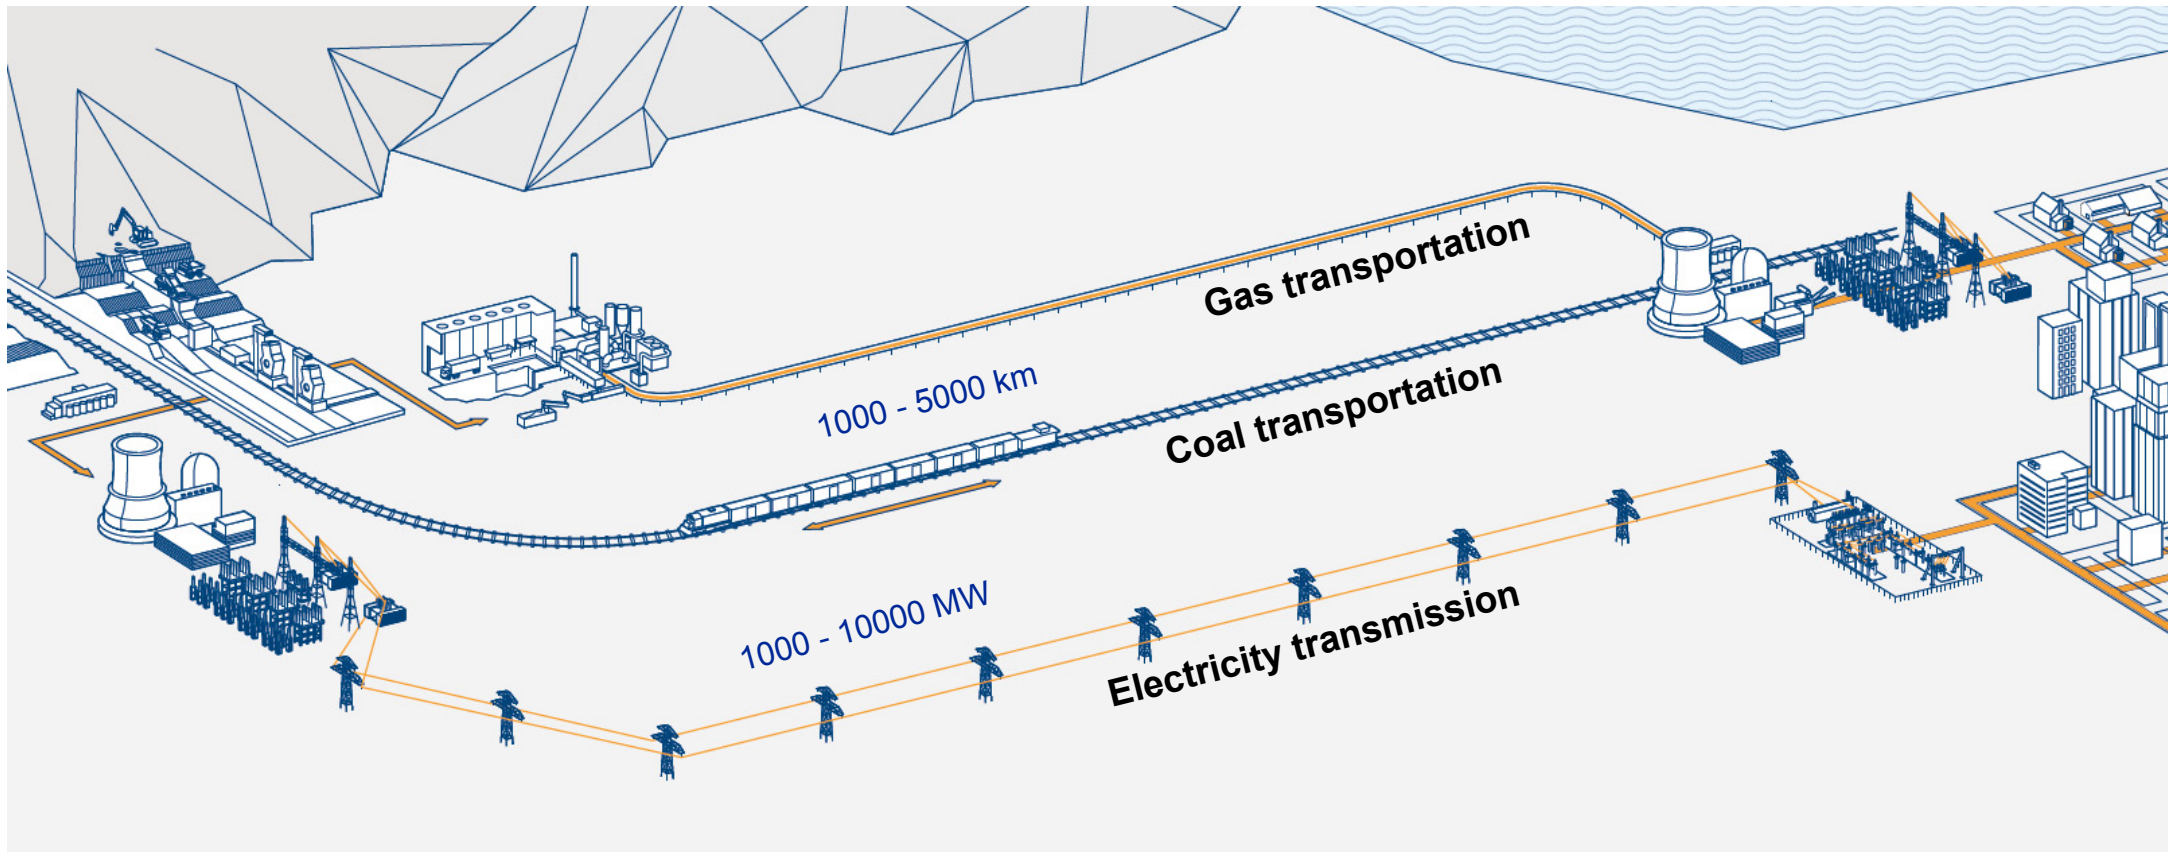 Gas transportation
1000 - 5000 km
Coal transportation
1000 - 10000 MW
Electricity transmission